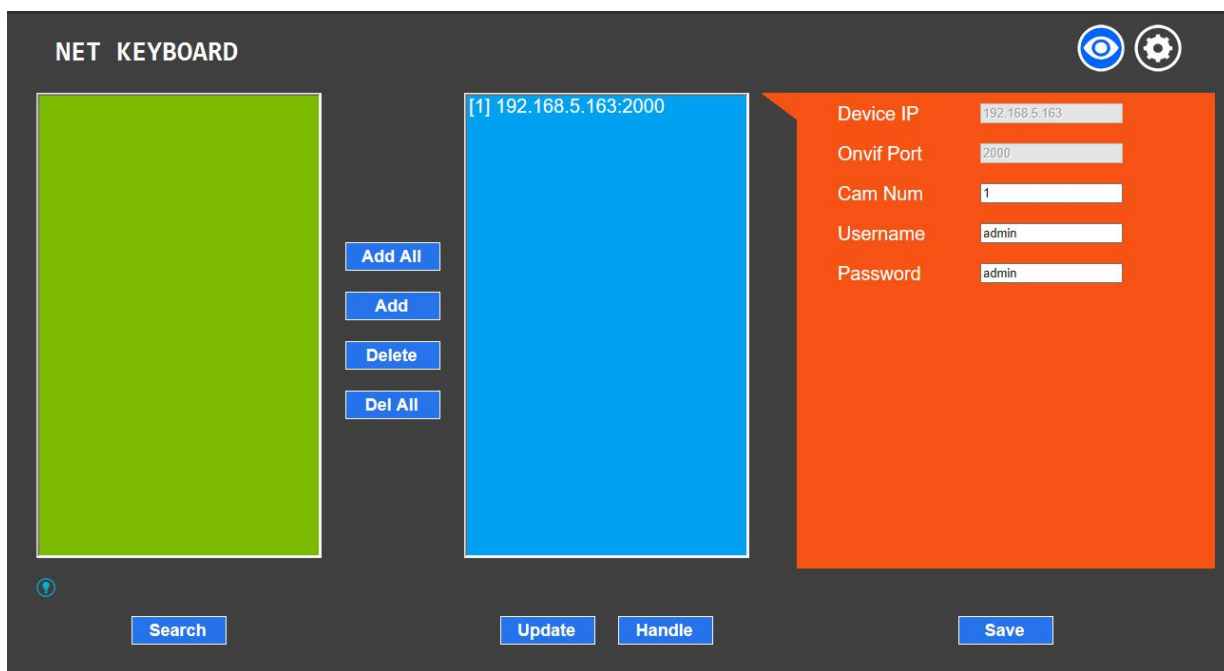 NET KEYBOARD
[1] 192.168.5.163:2000
Add All
Add
Delete
Del All
Device IP 192.168.5.163
Onvif Port 2000
Cam Num 1
Username admin
Password admin
Search
Update
Handle
Save